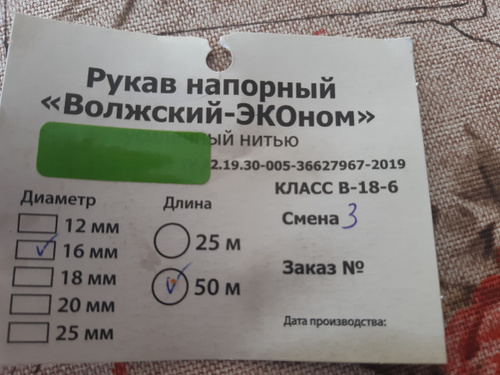 Рукав напорный
«Волжский-ЭКОном»
нитью
2.19.30-005-36627967-2019
КЛАСС В-18-6
Диаметр
Длина
Смена 3
12 мм
16 мм
18 мм
20 мм
25 мм
25 м
50 м
Заказ №
Дата производства: